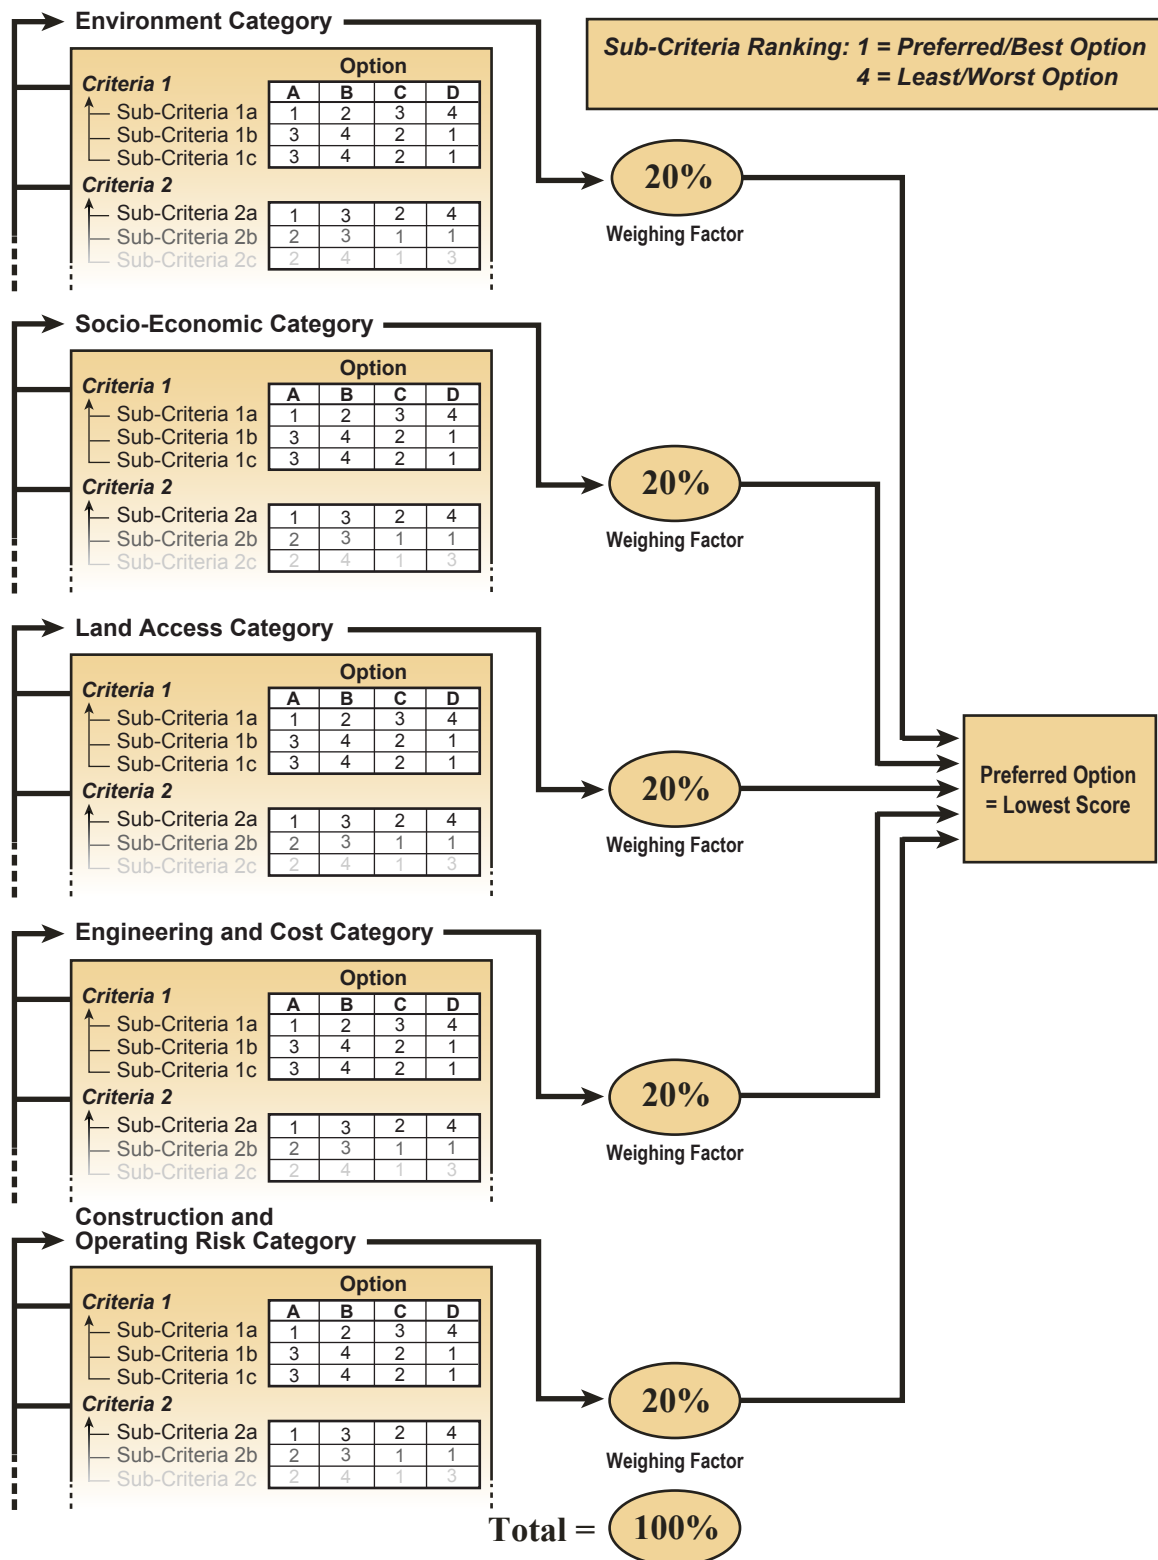 Environment Category
Sub-Criteria Ranking: 1 = Preferred/Best Option
4 = Least/Worst Option
Option
Criteria 1
A B C D
Sub-Criteria 1a 1 2 3 4
Sub-Criteria 1b 3 4 2 1
Sub-Criteria 1c 3 4 2 1
Criteria 2
Sub-Criteria 2a 1 3 2 4
Sub-Criteria 2b 2 3 1 1
Sub-Criteria 2c 2 4 1 3
20%
Weighing Factor
Socio-Economic Category
Option
Criteria 1
A B C D
Sub-Criteria 1a 1 2 3 4
Sub-Criteria 1b 3 4 2 1
Sub-Criteria 1c 3 4 2 1
Criteria 2
Sub-Criteria 2a 1 3 2 4
Sub-Criteria 2b 2 3 1 1
Sub-Criteria 2c 2 4 1 3
20%
Weighing Factor
Land Access Category
Option
Criteria 1
A B C D
Sub-Criteria 1a 1 2 3 4
Sub-Criteria 1b 3 4 2 1
Sub-Criteria 1c 3 4 2 1
Criteria 2
Sub-Criteria 2a 1 3 2 4
Sub-Criteria 2b 2 3 1 1
Sub-Criteria 2c 2 4 1 3
20%
Weighing Factor
Preferred Option
= Lowest Score
Engineering and Cost Category
Option
Criteria 1
A B C D
Sub-Criteria 1a 1 2 3 4
Sub-Criteria 1b 3 4 2 1
Sub-Criteria 1c 3 4 2 1
Criteria 2
Sub-Criteria 2a 1 3 2 4
Sub-Criteria 2b 2 3 1 1
Sub-Criteria 2c 2 4 1 3
20%
Weighing Factor
Construction and
Operating Risk Category
Option
Criteria 1
A B C D
Sub-Criteria 1a 1 2 3 4
Sub-Criteria 1b 3 4 2 1
Sub-Criteria 1c 3 4 2 1
Criteria 2
Sub-Criteria 2a 1 3 2 4
Sub-Criteria 2b 2 3 1 1
Sub-Criteria 2c 2 4 1 3
20%
Weighing Factor
Total = 100%